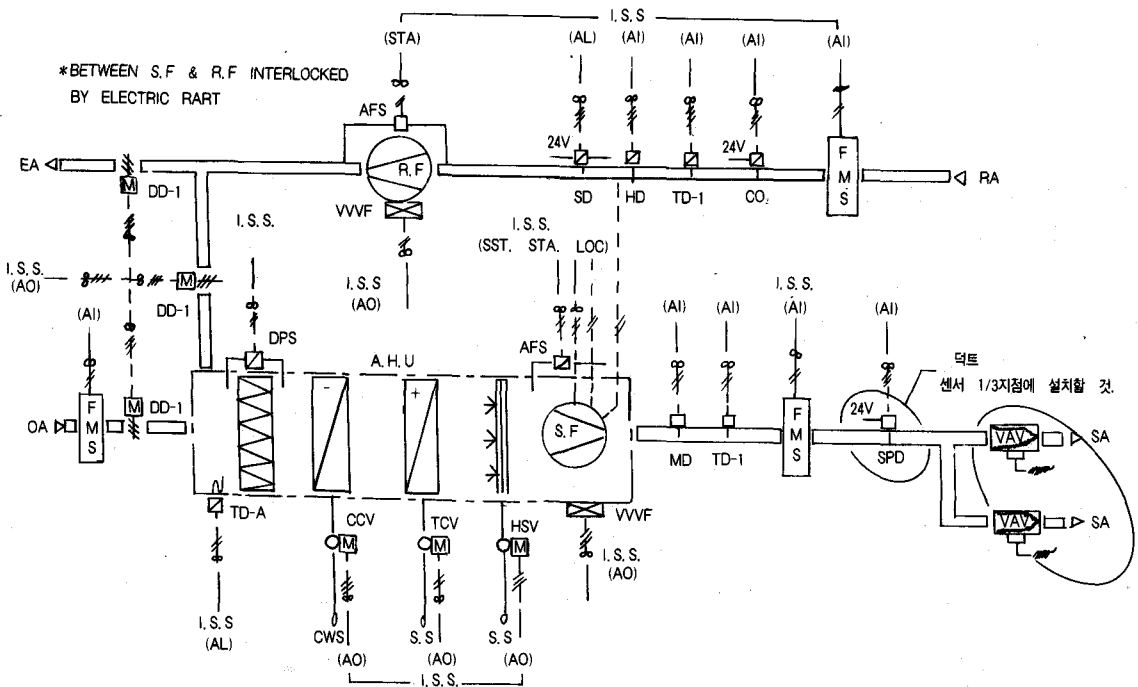 I.S.S
(STA)
(AL)
(AI)
(AI)
(AI)
(AI)
*BETWEEN S.F & R.F INTERLOCKED
BY ELECTRIC RART
AFS
24V
24V
EA
R.F
F
M
S
RA
M
DD-1
SD
HD
TD-1
CO₂
VVVF
I.S.S.
I.S.S.
(SST. STA. LOC)
I.S.S.
(AO)
M
DD-1
I.S.S
(AO)
(AI)
(AI)
(AI)
I.S.S.
(AI)
(AI)
DPS
A.H.U
AFS
덕트
센서 1/3지점에 설치할 것.
M
DD-1
OA
F
M
S
-
+
S.F
24V
F
M
S
VAV
SA
MD
TD-1
SPD
TD-A
CCV
TCV
HSV
VVVF
VAV
SA
M
M
M
I.S.S.
(AO)
I.S.S
(AL)
CWS
S.S
S.S
(AO)
(AO)
(AO)
I.S.S.